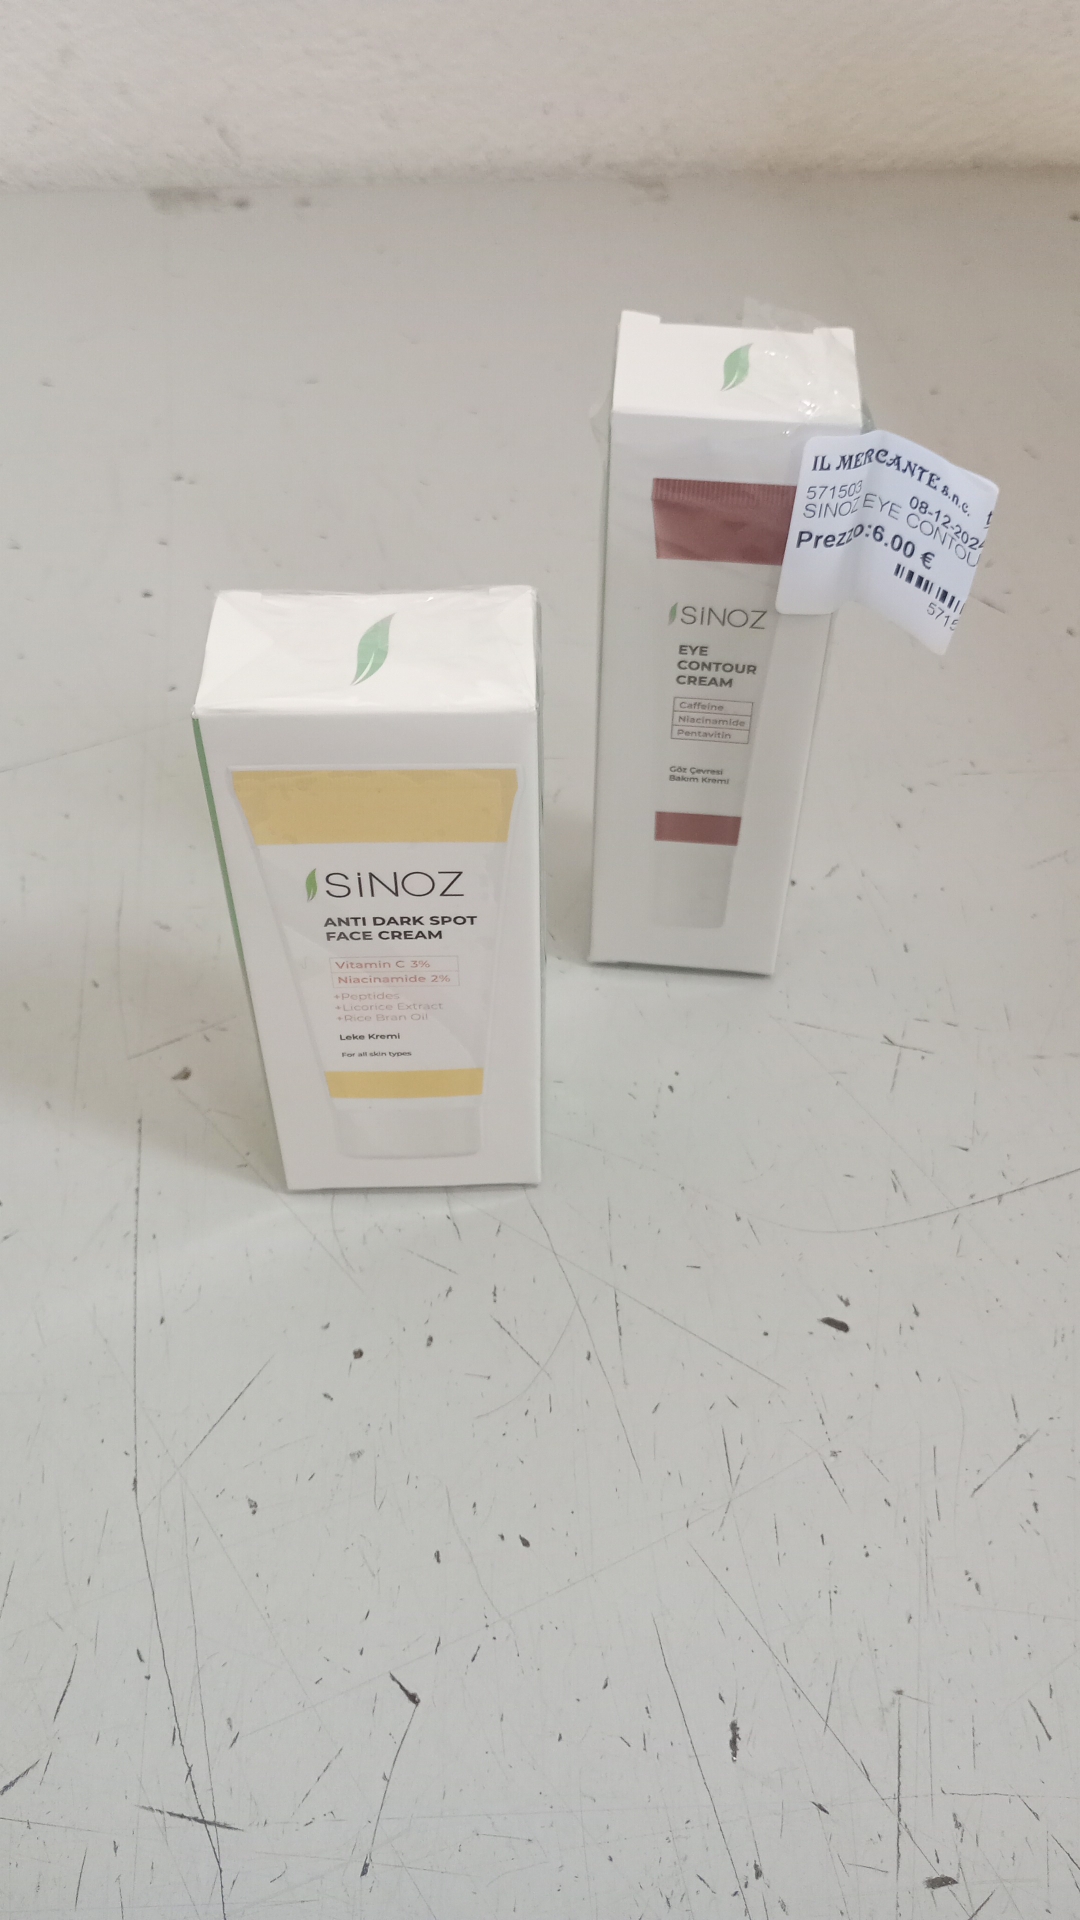 SiNOZ
ANTI DARK SPOT
FACE CREAM
Vitamin C 3%
Niacinamide 2%
+Peptides
+Licorice Extract
+Rice Bran Oil
Leke Kremi
For all skin types
SiNOZ
EYE
CONTOUR
CREAM
Caffeine
Niacinamide
Pentavitin
Göz Çevresi
Bakım Kremi
IL MERCANTE s.n.c.
571503
08-12-2024
SINOZ EYE CONTOU
Prezzo:6.00 €
5715